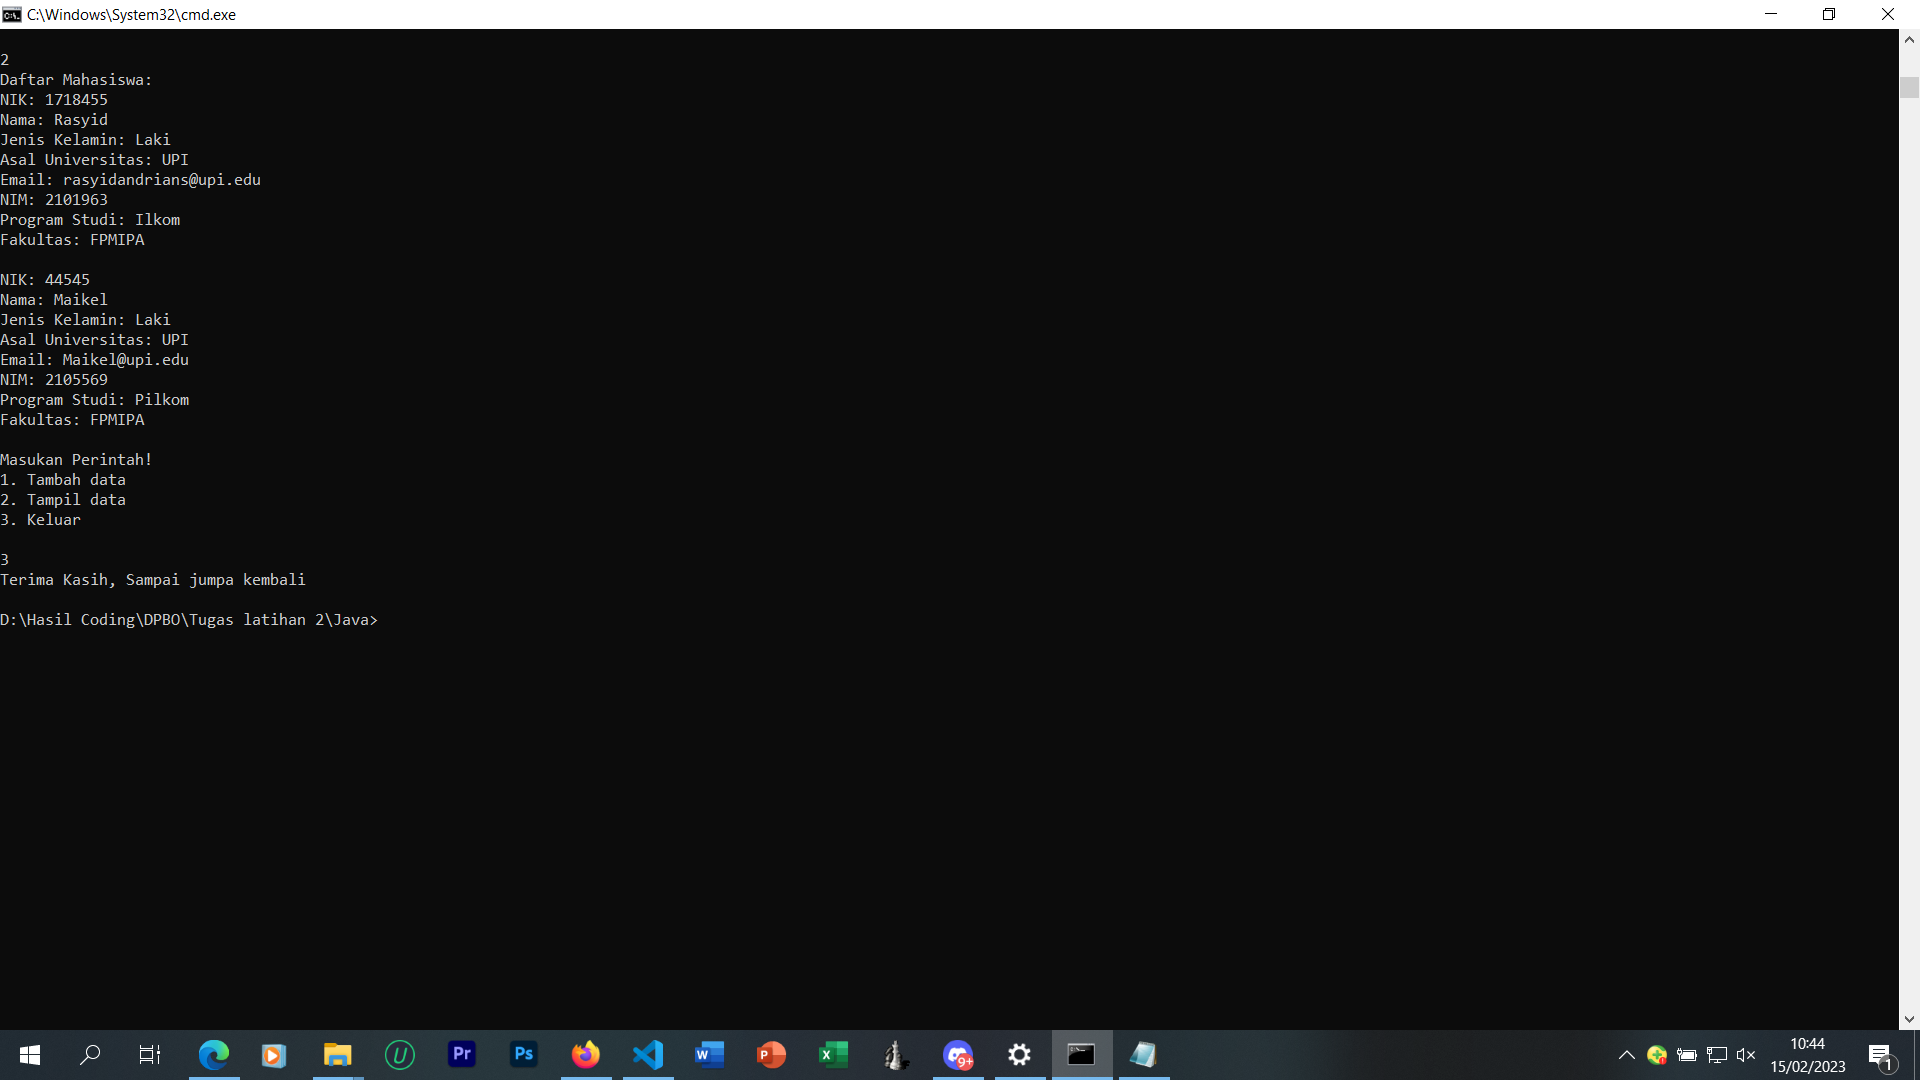 C:\Windows\System32\cmd.exe
2
Daftar Mahasiswa:
NIK: 1718455
Nama: Rasyid
Jenis Kelamin: Laki
Asal Universitas: UPI
Email: rasyidandrians@upi.edu
NIM: 2101963
Program Studi: Ilkom
Fakultas: FPMIPA
NIK: 44545
Nama: Maikel
Jenis Kelamin: Laki
Asal Universitas: UPI
Email: Maikel@upi.edu
NIM: 2105569
Program Studi: Pilkom
Fakultas: FPMIPA
Masukan Perintah!
1. Tambah data
2. Tampil data
3. Keluar
3
Terima Kasih, Sampai jumpa kembali
D:\Hasil Coding\DPBO\Tugas latihan 2\Java>
U
Pr
Ps
W
P
X
9+
10:44
15/02/2023
1